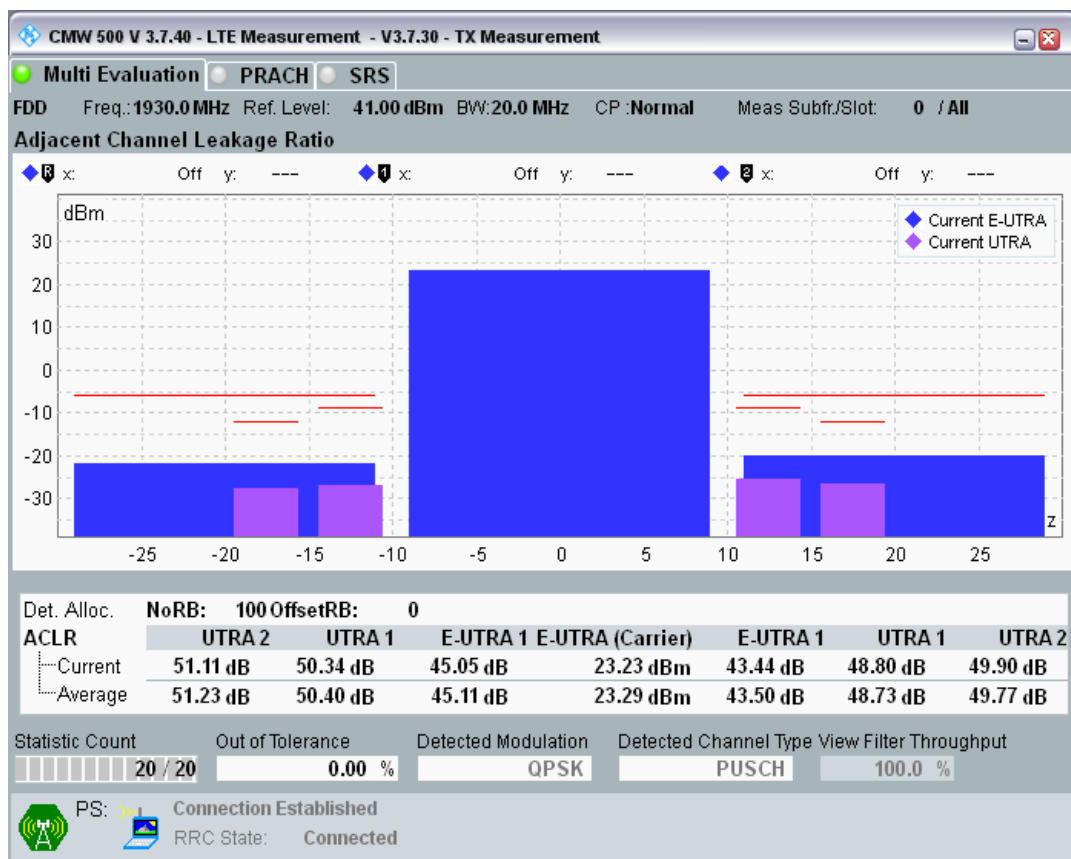 CMW 500 V 3.7.40 - LTE Measurement - V3.7.30 - TX Measurement
Multi Evaluation PRACH SRS
FDD Freq.: 1930.0 MHz Ref. Level: 41.00 dBm BW: 20.0 MHz CP : Normal Meas Subfr./Slot: 0 / All
Adjacent Channel Leakage Ratio
R x: Off y: --- 1 x: Off y: --- 2 x: Off y: ---
dBm
Current E-UTRA
Current UTRA
30
20
10
0
-10
-20
-30
z
-25 -20 -15 -10 -5 0 5 10 15 20 25
Det. Alloc. NoRB: 100 OffsetRB: 0
ACLR UTRA 2 UTRA 1 E-UTRA 1 E-UTRA (Carrier) E-UTRA 1 UTRA 1 UTRA 2
Current 51.11 dB 50.34 dB 45.05 dB 23.23 dBm 43.44 dB 48.80 dB 49.90 dB
Average 51.23 dB 50.40 dB 45.11 dB 23.29 dBm 43.50 dB 48.73 dB 49.77 dB
Statistic Count Out of Tolerance Detected Modulation Detected Channel Type View Filter Throughput
20 / 20 0.00 % QPSK PUSCH 100.0 %
PS: Connection Established
RRC State: Connected